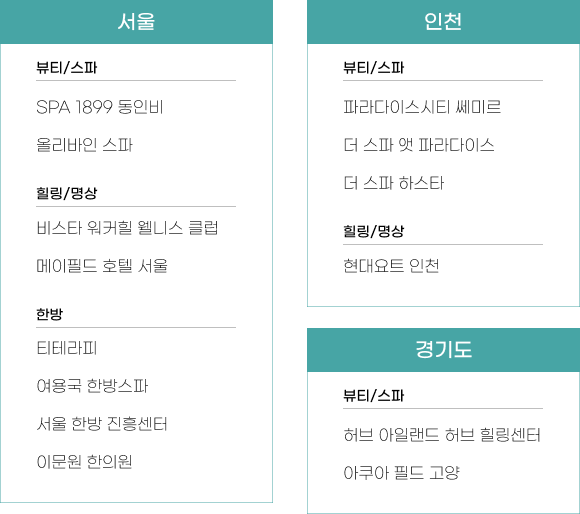 서울
뷰티/스파
SPA 1899 동인비
올리바인 스파
힐링/명상
비스타 워커힐 웰니스 클럽
메이필드 호텔 서울
한방
티테라피
여용국 한방스파
서울 한방 진흥센터
이문원 한의원
인천
뷰티/스파
파라다이스시티 쎄미르
더 스파 앳 파라다이스
더 스파 하스타
힐링/명상
현대요트 인천
경기도
뷰티/스파
허브 아일랜드 허브 힐링센터
아쿠아 필드 고양